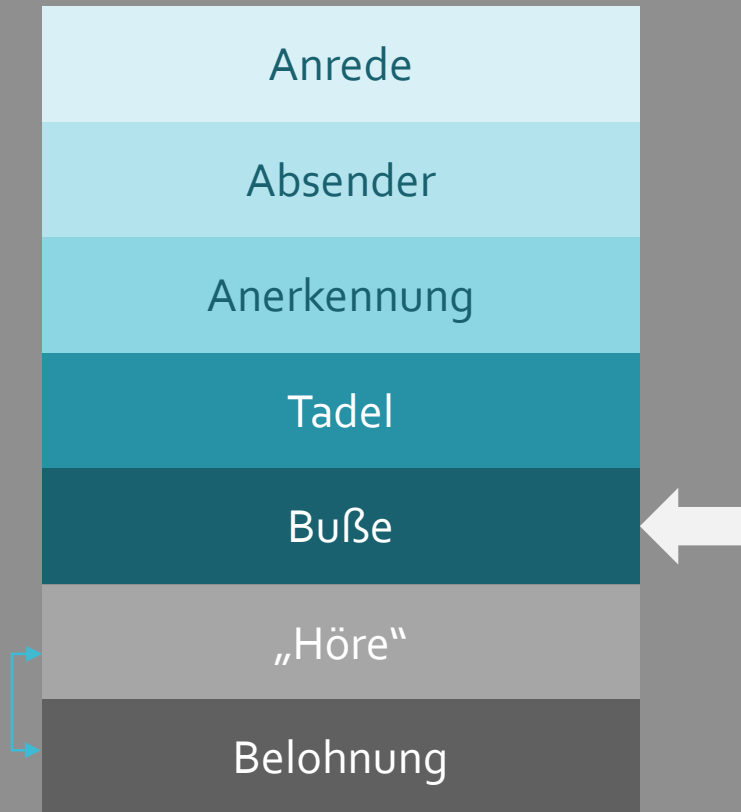 Anrede
Absender
Anerkennung
Tadel
Buße
„Höre“
Belohnung